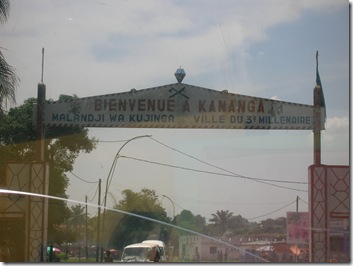 BIENVENUE A KANANGA
MALANDJI WA KUJINGA VILLE DU 3e MILLENAIRE